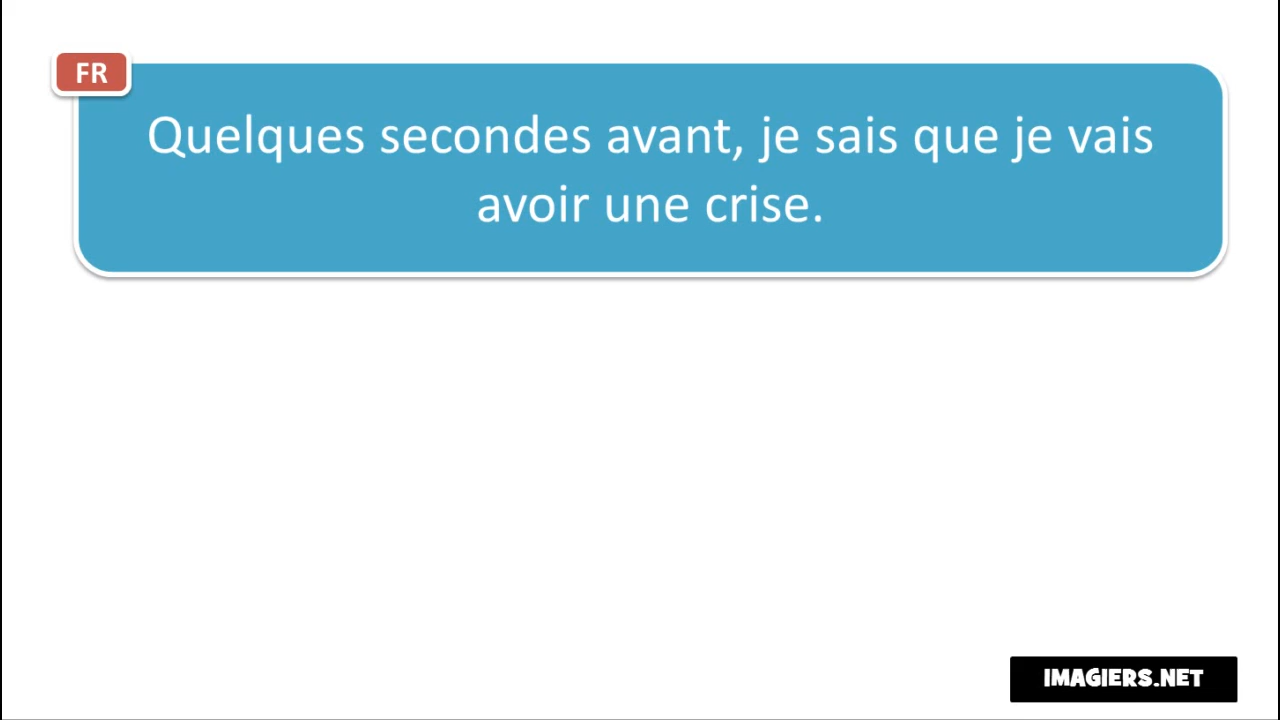 FR
Quelques secondes avant, je sais que je vais
avoir une crise.
IMAGIERS.NET